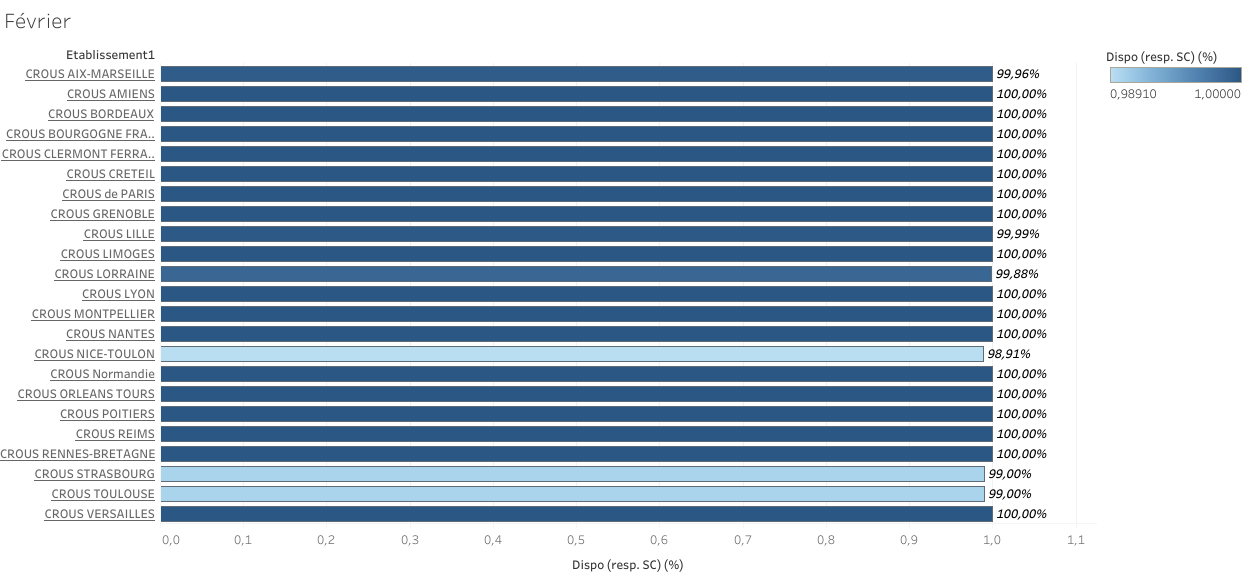 Février
Etablissement1
CROUS AIX-MARSEILLE 99,96%
CROUS AMIENS 100,00%
CROUS BORDEAUX 100,00%
CROUS BOURGOGNE FRA.. 100,00%
CROUS CLERMONT FERRA.. 100,00%
CROUS CRETEIL 100,00%
CROUS de PARIS 100,00%
CROUS GRENOBLE 100,00%
CROUS LILLE 99,99%
CROUS LIMOGES 100,00%
CROUS LORRAINE 99,88%
CROUS LYON 100,00%
CROUS MONTPELLIER 100,00%
CROUS NANTES 100,00%
CROUS NICE-TOULON 98,91%
CROUS Normandie 100,00%
CROUS ORLEANS TOURS 100,00%
CROUS POITIERS 100,00%
CROUS REIMS 100,00%
CROUS RENNES-BRETAGNE 100,00%
CROUS STRASBOURG 99,00%
CROUS TOULOUSE 99,00%
CROUS VERSAILLES 100,00%
0,0 0,1 0,2 0,3 0,4 0,5 0,6 0,7 0,8 0,9 1,0 1,1
Dispo (resp. SC) (%)
Dispo (resp. SC) (%)
0,98910 1,00000